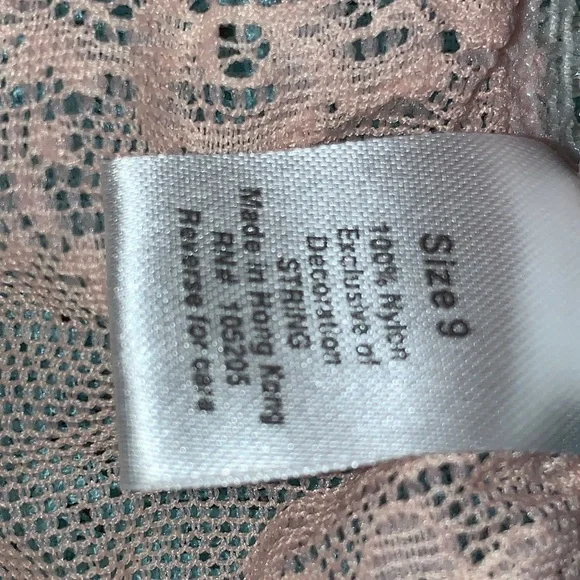 Size 9
100% Nylon
Exclusive of
Decoration
STRING
Made in Hong Kong
RN# 105205
Reverse for care